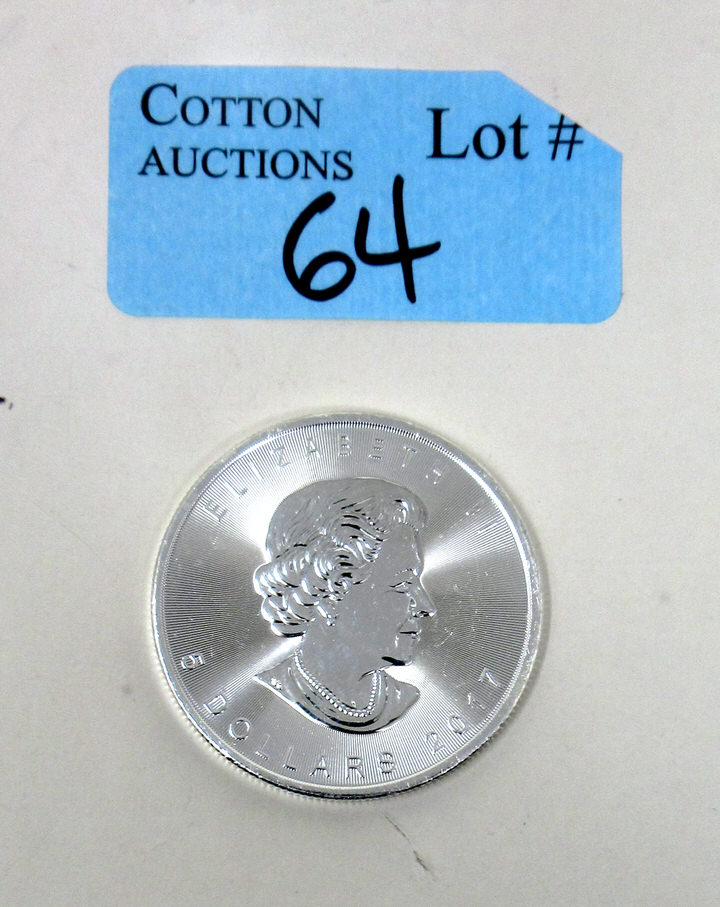 COTTON
AUCTIONS
Lot #
64
ELIZABETH II
5 DOLLARS 2017